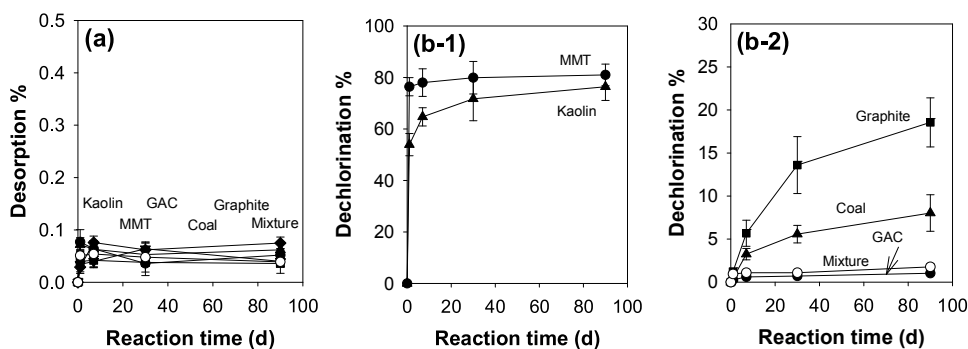 (a)
Desorption %
0.5
0.4
0.3
0.2
0.1
0.0
Kaolin
GAC
Graphite
MMT
Coal
Mixture
0 20 40 60 80 100
Reaction time (d)
(b-1)
Dechlorination %
100
80
60
40
20
0
MMT
Kaolin
0 20 40 60 80 100
Reaction time (d)
(b-2)
Dechlorination %
30
25
20
15
10
5
0
Graphite
Coal
GAC
Mixture
0 20 40 60 80 100
Reaction time (d)